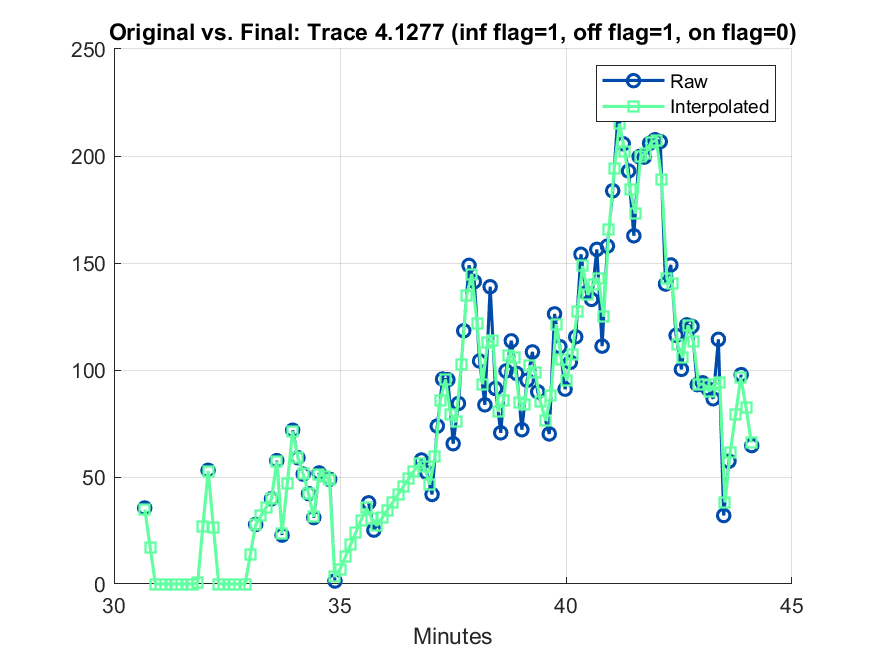 Original vs. Final: Trace 4.1277 (inf flag=1, off flag=1, on flag=0)
250
Raw
Interpolated
200
150
100
50
0
30
35
40
45
Minutes